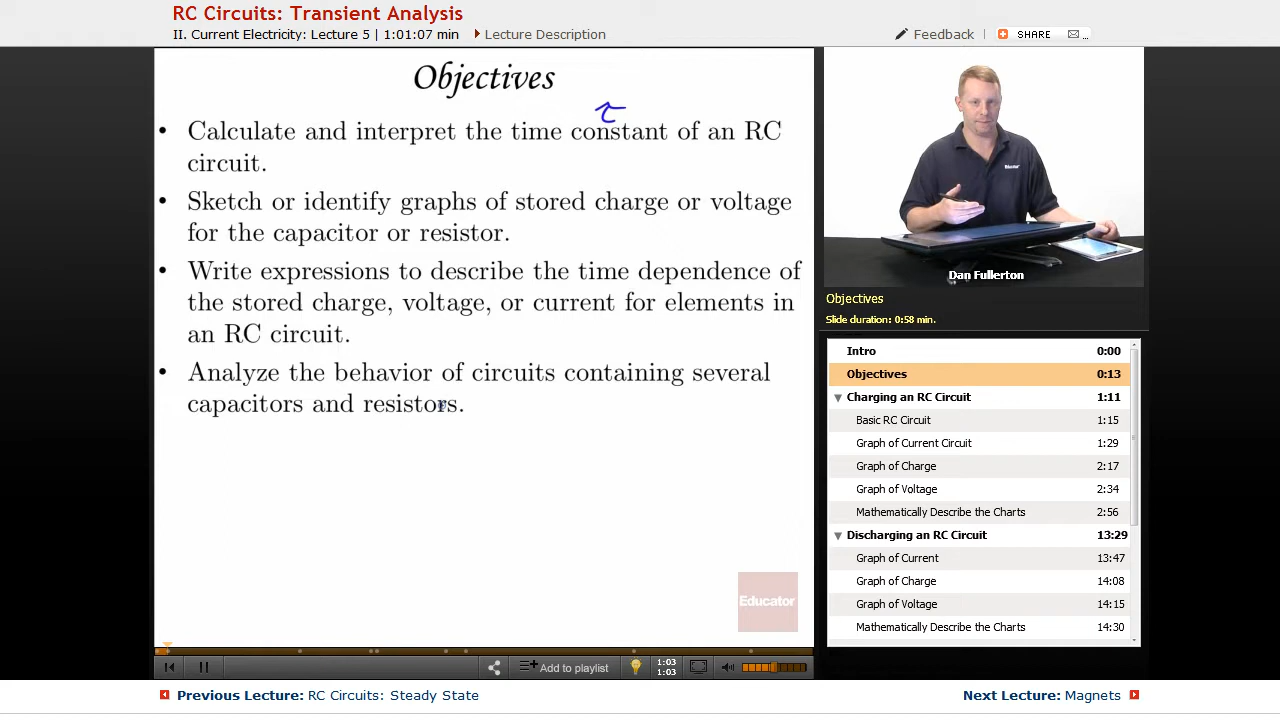 RC Circuits: Transient Analysis
II. Current Electricity: Lecture 5 | 1:01:07 min
Lecture Description
Feedback
SHARE
Objectives
τ
• Calculate and interpret the time constant of an RC
circuit.
• Sketch or identify graphs of stored charge or voltage
for the capacitor or resistor.
• Write expressions to describe the time dependence of
the stored charge, voltage, or current for elements in
an RC circuit.
• Analyze the behavior of circuits containing several
capacitors and resistors.
Educator
Dan Fullerton
Objectives
Slide duration: 0:58 min.
Intro 0:00
Objectives 0:13
Charging an RC Circuit 1:11
Basic RC Circuit 1:15
Graph of Current Circuit 1:29
Graph of Charge 2:17
Graph of Voltage 2:34
Mathematically Describe the Charts 2:56
Discharging an RC Circuit 13:29
Graph of Current 13:47
Graph of Charge 14:08
Graph of Voltage 14:15
Mathematically Describe the Charts 14:30
Add to playlist
1:03
1:03
Previous Lecture: RC Circuits: Steady State
Next Lecture: Magnets